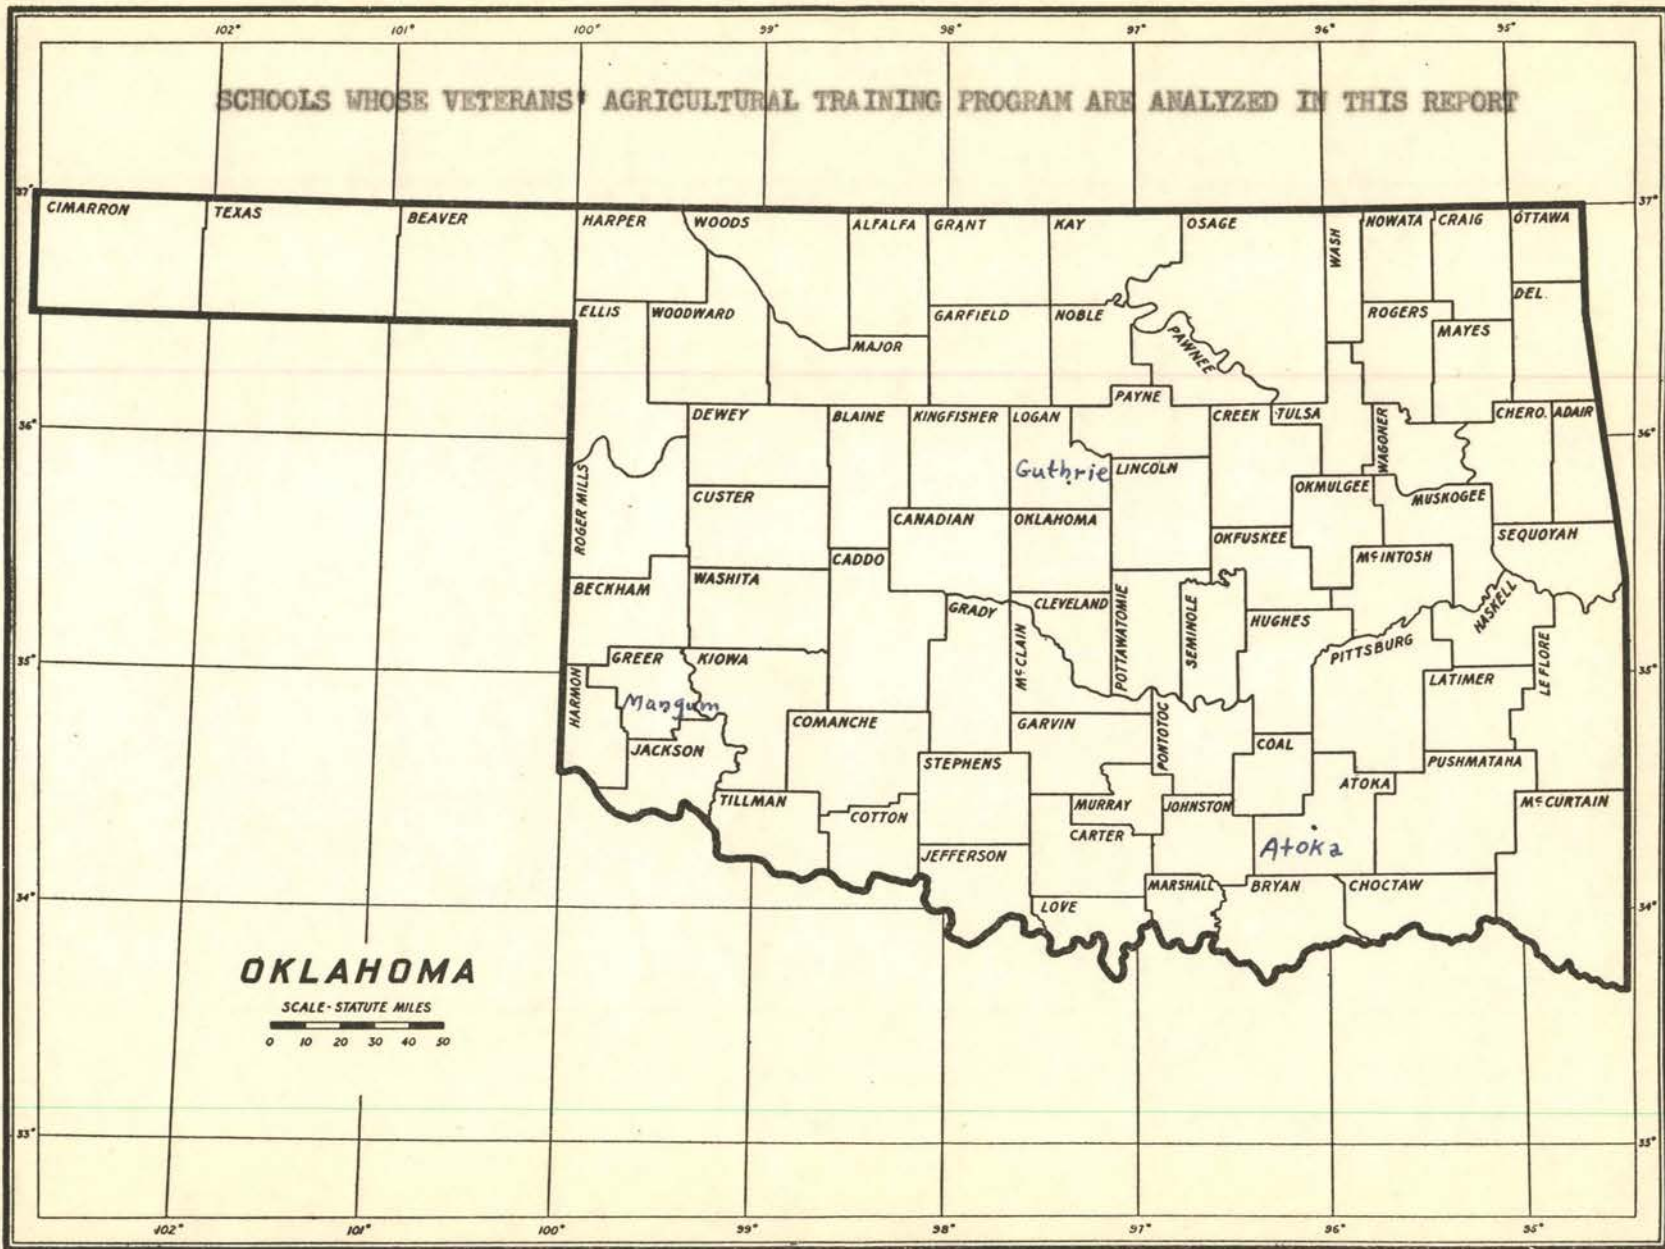 102° 101° 100° 99° 98° 97° 96° 95°
SCHOOLS WHOSE VETERANS' AGRICULTURAL TRAINING PROGRAM ARE ANALYZED IN THIS REPORT
37° 37°
CIMARRON TEXAS BEAVER HARPER WOODS ALFALFA GRANT KAY OSAGE WASH NOWATA CRAIG OTTAWA
DEL.
ELLIS WOODWARD GARFIELD NOBLE ROGERS
MAJOR PAWNEE MAYES
PAYNE
DEWEY BLAINE KINGFISHER LOGAN CREEK TULSA WAGONER CHERO. ADAIR
36° 36°
Guthrie LINCOLN
ROGER MILLS CUSTER OKMULGEE MUSKOGEE
CANADIAN OKLAHOMA OKFUSKEE SEQUOYAH
CADDO McINTOSH
BECKHAM WASHITA HASKELL
GRADY CLEVELAND POTTAWATOMIE SEMINOLE HUGHES
McCLAIN PITTSBURG LE FLORE
35° GREER KIOWA 35°
LATIMER
HARMON Mangum
COMANCHE GARVIN PONTOTOC
JACKSON COAL
STEPHENS PUSHMATAHA
ATOKA
TILLMAN MURRAY JOHNSTON McCURTAIN
COTTON
CARTER
Atoka
JEFFERSON
MARSHALL BRYAN CHOCTAW
34° LOVE 34°
OKLAHOMA
SCALE-STATUTE MILES
0 10 20 30 40 50
33° 33°
102° 101° 100° 99° 98° 97° 96° 95°